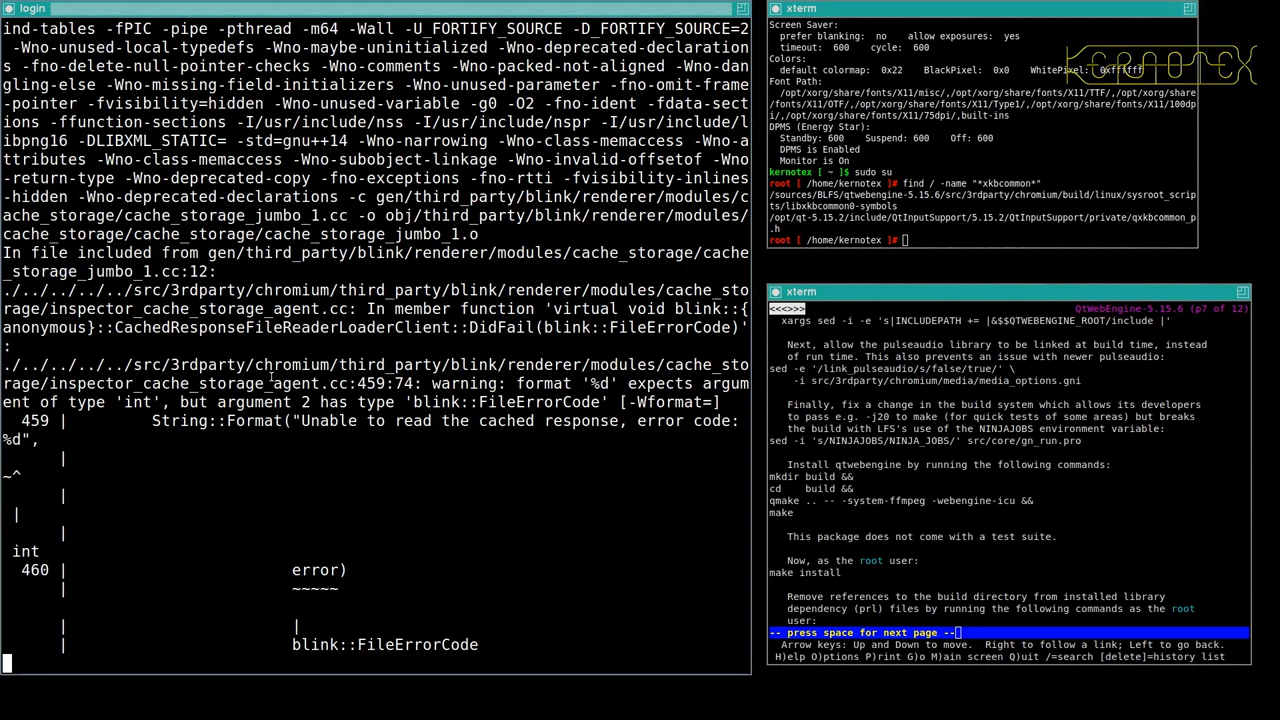 login
ind-tables -fPIC -pipe -pthread -m64 -Wall -U_FORTIFY_SOURCE -D_FORTIFY_SOURCE=2
 -Wno-unused-local-typedefs -Wno-maybe-uninitialized -Wno-deprecated-declaration
s -fno-delete-null-pointer-checks -Wno-comments -Wno-packed-not-aligned -Wno-dan
gling-else -Wno-missing-field-initializers -Wno-unused-parameter -fno-omit-frame
-pointer -fvisibility=hidden -Wno-unused-variable -g0 -O2 -fno-ident -fdata-sect
ions -ffunction-sections -I/usr/include/nss -I/usr/include/nspr -I/usr/include/l
ibpng16 -DLIBXML_STATIC= -std=gnu++14 -Wno-narrowing -Wno-class-memaccess -Wno-a
ttributes -Wno-class-memaccess -Wno-subobject-linkage -Wno-invalid-offsetof -Wno
-return-type -Wno-deprecated-copy -fno-exceptions -fno-rtti -fvisibility-inlines
-hidden -Wno-deprecated-declarations -c gen/third_party/blink/renderer/modules/c
ache_storage/cache_storage/cache_storage_jumbo_1.cc -o obj/third_party/blink/renderer/modules/
cache_storage/cache_storage/cache_storage_jumbo_1.o
In file included from gen/third_party/blink/renderer/modules/cache_storage/cache
_storage_jumbo_1.cc:12:
./../../../../../src/3rdparty/chromium/third_party/blink/renderer/modules/cache_sto
rage/inspector_cache_storage_agent.cc: In member function 'virtual void blink::{
anonymous}::CachedResponseFileReaderLoaderClient::DidFail(blink::FileErrorCode)'
:
./../../../../../src/3rdparty/chromium/third_party/blink/renderer/modules/cache_sto
rage/inspector_cache_storage_agent.cc:459:74: warning: format '%d' expects argum
ent of type 'int', but argument 2 has type 'blink::FileErrorCode' [-Wformat=]
  459 |           String::Format("Unable to read the cached response, error code:
%d",
      |
~^
      |
 |
      |
 int
  460 |                          error)
      |                          ~~~~~
      |                          |
      |                          blink::FileErrorCode
xterm
Screen Saver:
  prefer blanking:  no    allow exposures:  yes
  timeout:  600    cycle:  600
Colors:
  default colormap:  0x22    BlackPixel:  0x0    WhitePixel:  0xffffff
Font Path:
  /opt/xorg/share/fonts/X11/misc/,/opt/xorg/share/fonts/X11/TTF,/opt/xorg/share
/fonts/X11/OTF/,/opt/xorg/share/fonts/X11/Type1/,/opt/xorg/share/fonts/X11/100dp
i/,/opt/xorg/share/fonts/X11/75dpi/,built-ins
DPMS (Energy Star):
  Standby: 600    Suspend: 600    Off: 600
  DPMS is Enabled
  Monitor is On
kernotex [ ~ ]$ sudo su
root [ /home/kernotex ]# find / -name "*xkbcommon*"
/sources/BLFS/qtwebengine-5.15.6/src/3rdparty/chromium/build/linux/sysroot_scrip
ts/libxkbcommon0-symbols
/opt/qt-5.15.2/include/QtInputSupport/5.15.2/QtInputSupport/private/qxkbcommon_p
.h
root [ /home/kernotex ]#
KERNOTEX
xterm
<<<>>> QtWebEngine-5.15.6 (p7 of 12)
  xargs sed -i -e 's|INCLUDEPATH += |&$$QTWEBENGINE_ROOT/include |'
   Next, allow the pulseaudio library to be linked at build time, instead
   of run time. This also prevents an issue with newer pulseaudio:
sed -e '/link_pulseaudio/s/false/true/' \
    -i src/3rdparty/chromium/media/media_options.gni
   Finally, fix a change in the build system which allows its developers
   to pass e.g. -j20 to make (for quick tests of some areas) but breaks
   the build with LFS's use of the NINJAJOBS environment variable:
sed -i 's/NINJAJOBS/NINJA_JOBS/' src/core/gn_run.pro
   Install qtwebengine by running the following commands:
mkdir build &&
cd    build &&
qmake .. -- -system-ffmpeg -webengine-icu &&
make
   This package does not come with a test suite.
   Now, as the root user:
make install
   Remove references to the build directory from installed library
   dependency (prl) files by running the following commands as the root
   user:
-- press space for next page --
  Arrow keys: Up and Down to move.  Right to follow a link; Left to go back.
 H)elp O)ptions P)rint G)o M)ain screen Q)uit /=search [delete]=history list